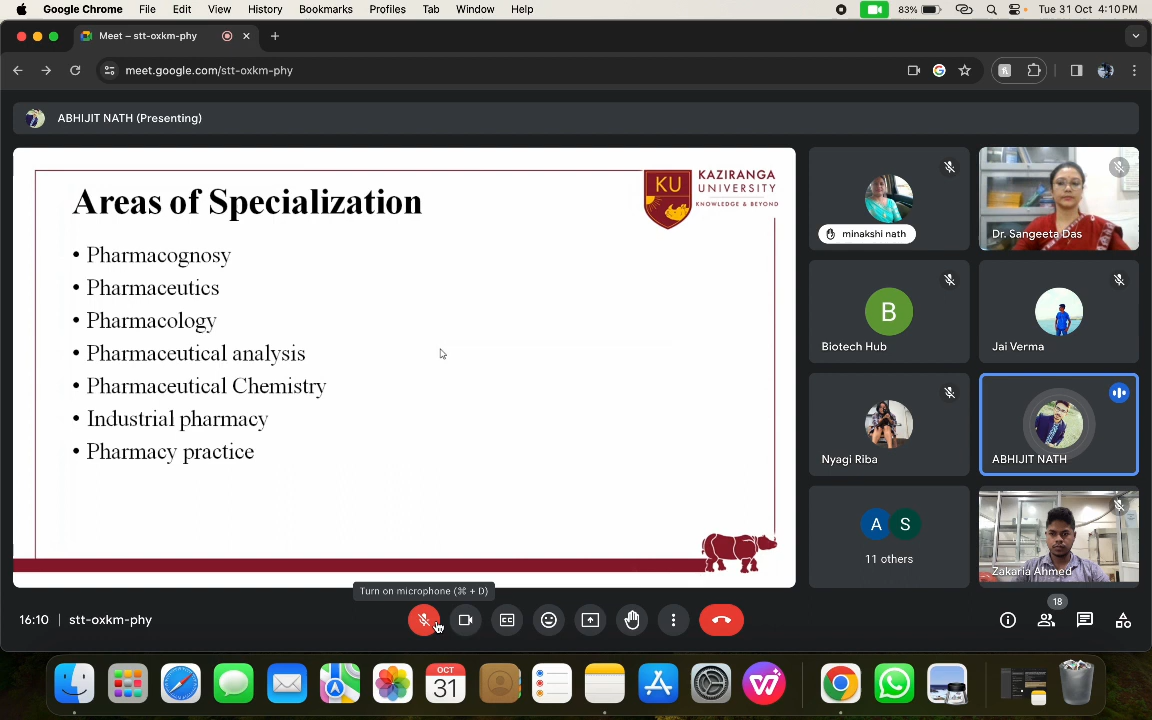 Google Chrome File Edit View History Bookmarks Profiles Tab Window Help 83% Tue 31 Oct 4:10 PM
Meet – stt-oxkm-phy
meet.google.com/stt-oxkm-phy
ABHIJIT NATH (Presenting)
Areas of Specialization
KU
KAZIRANGA
UNIVERSITY
KNOWLEDGE & BEYOND
• Pharmacognosy
• Pharmaceutics
• Pharmacology
• Pharmaceutical analysis
• Pharmaceutical Chemistry
• Industrial pharmacy
• Pharmacy practice
minakshi nath
Dr. Sangeeta Das
B
Biotech Hub
Jai Verma
Nyagi Riba
ABHIJIT NATH
A S
11 others
Zakaria Ahmed
Turn on microphone (⌘ + D)
16:10 | stt-oxkm-phy
18
OCT
31